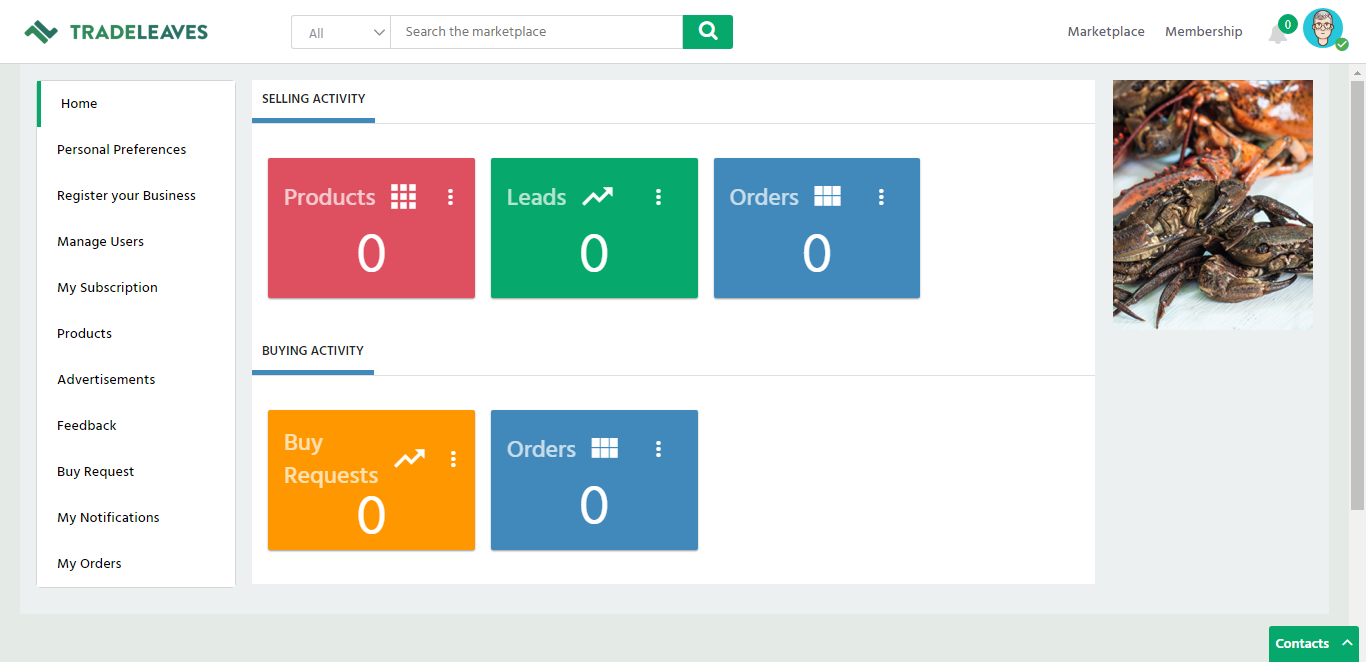 TRADELEAVES
All
Search the marketplace
Marketplace
Membership
0
Home
Personal Preferences
Register your Business
Manage Users
My Subscription
Products
Advertisements
Feedback
Buy Request
My Notifications
My Orders
SELLING ACTIVITY
Products
0
Leads
0
Orders
0
BUYING ACTIVITY
Buy
Requests
0
Orders
0
Contacts